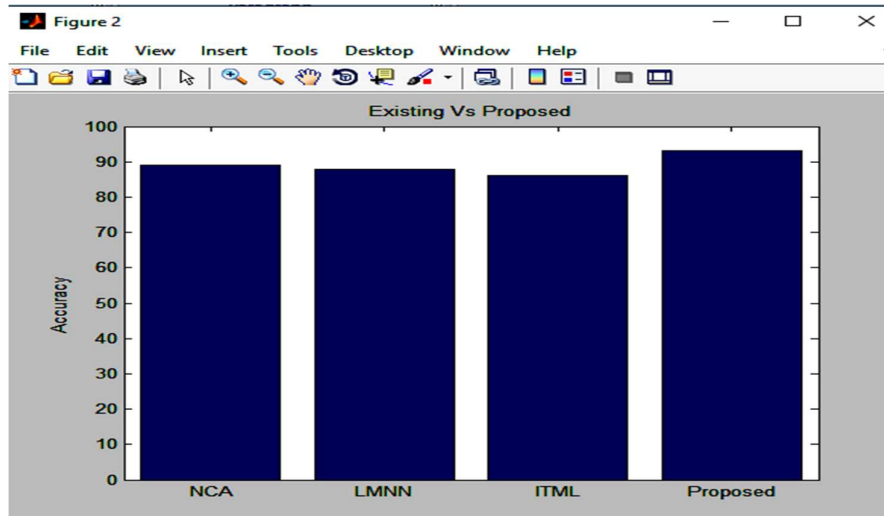 Figure 2
File Edit View Insert Tools Desktop Window Help
Existing Vs Proposed
100
90
80
70
60
50
40
30
20
10
0
Accuracy
NCA LMNN ITML Proposed